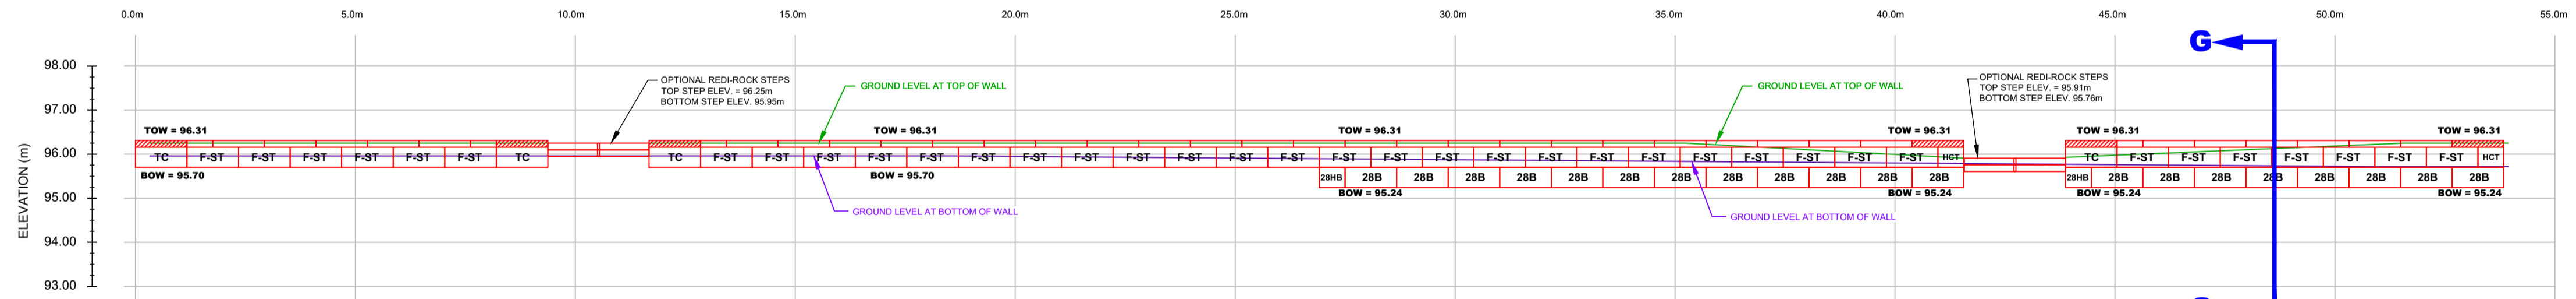 0.0m 5.0m 10.0m 15.0m 20.0m 25.0m 30.0m 35.0m 40.0m 45.0m 50.0m 55.0m
G
98.00
OPTIONAL REDI-ROCK STEPS
TOP STEP ELEV. = 96.25m
BOTTOM STEP ELEV. 95.95m
GROUND LEVEL AT TOP OF WALL
GROUND LEVEL AT TOP OF WALL
OPTIONAL REDI-ROCK STEPS
TOP STEP ELEV. = 95.91m
BOTTOM STEP ELEV. 95.76m
97.00
TOW = 96.31 TOW = 96.31 TOW = 96.31 TOW = 96.31 TOW = 96.31 TOW = 96.31
96.00
TC F-ST F-ST F-ST F-ST F-ST F-ST TC
TC F-ST F-ST F-ST F-ST F-ST F-ST F-ST F-ST F-ST F-ST F-ST F-ST F-ST F-ST F-ST F-ST F-ST F-ST F-ST F-ST F-ST F-ST F-ST F-ST HCT
TC F-ST F-ST F-ST F-ST F-ST F-ST F-ST HCT
BOW = 95.70 BOW = 95.70
28HB 28B 28B 28B 28B 28B 28B 28B 28B 28B 28B 28B 28B
28HB 28B 28B 28B 28B 28B 28B 28B 28B
BOW = 95.24 BOW = 95.24 BOW = 95.24 BOW = 95.24
95.00
GROUND LEVEL AT BOTTOM OF WALL
GROUND LEVEL AT BOTTOM OF WALL
94.00
93.00
ELEVATION (m)